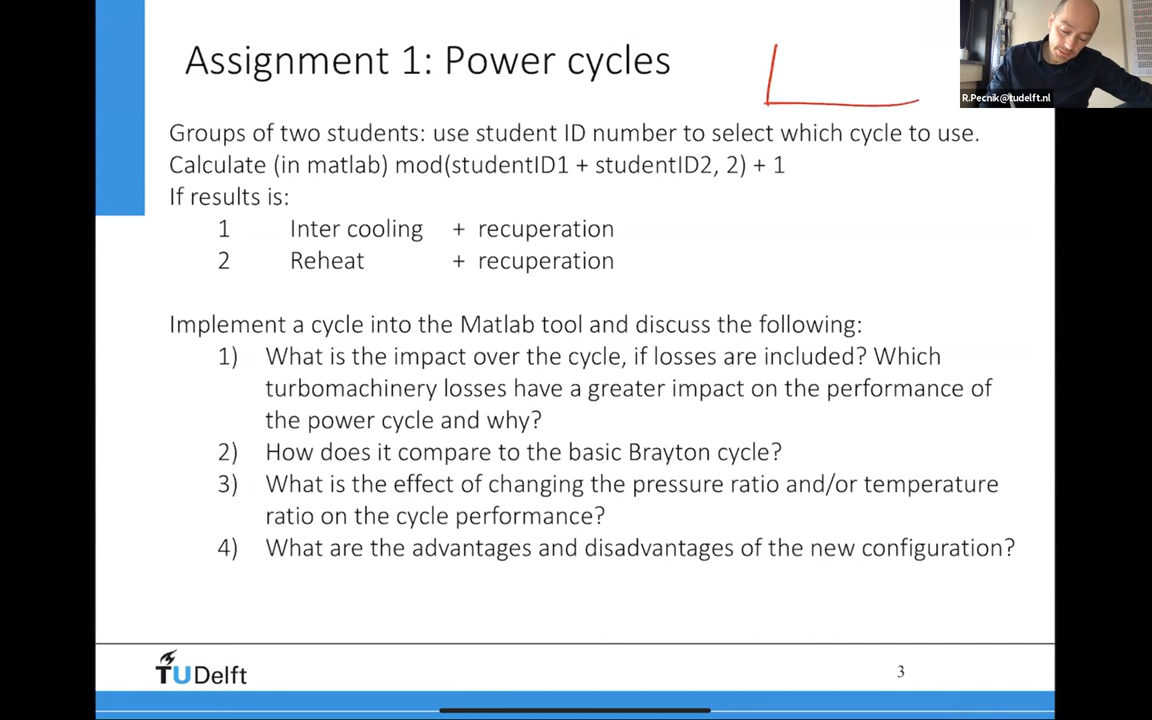 Assignment 1: Power cycles
R.Pecnik@tudelft.nl
Groups of two students: use student ID number to select which cycle to use.
Calculate (in matlab) mod(studentID1 + studentID2, 2) + 1
If results is:
1 Inter cooling + recuperation
2 Reheat + recuperation
Implement a cycle into the Matlab tool and discuss the following:
1) What is the impact over the cycle, if losses are included? Which
turbomachinery losses have a greater impact on the performance of
the power cycle and why?
2) How does it compare to the basic Brayton cycle?
3) What is the effect of changing the pressure ratio and/or temperature
ratio on the cycle performance?
4) What are the advantages and disadvantages of the new configuration?
TU Delft
3